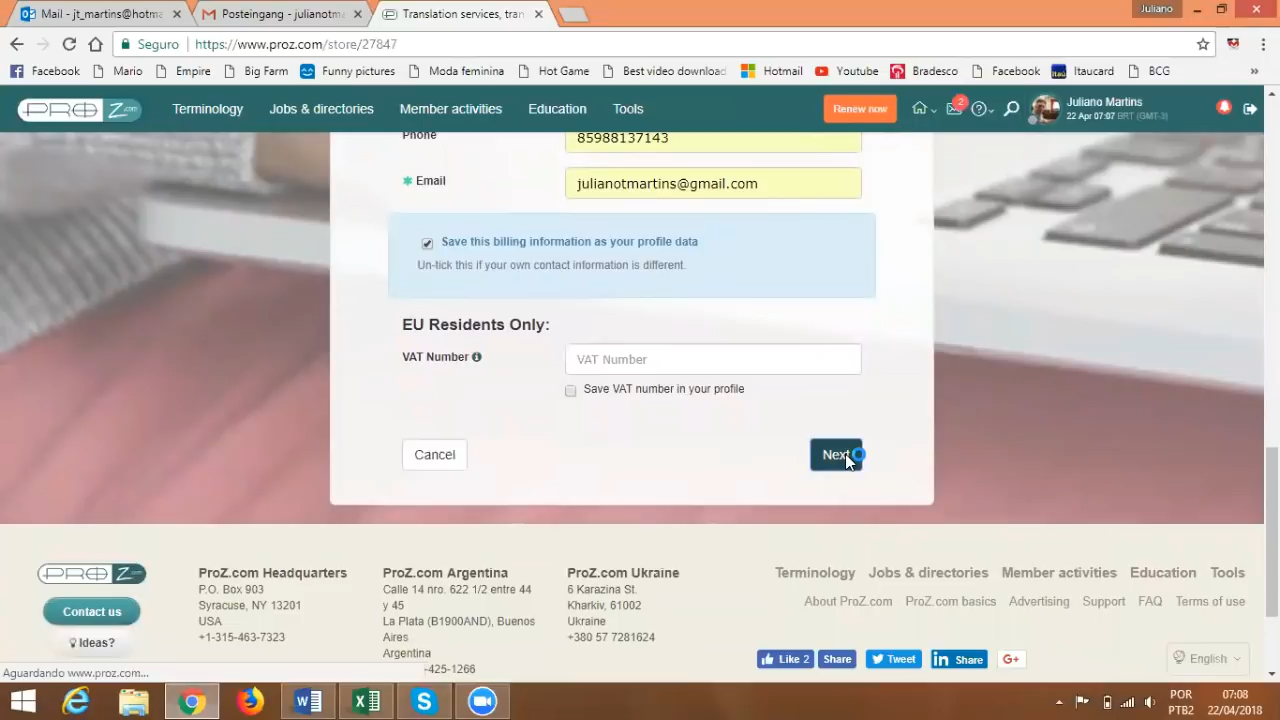 Mail - jt_martins@hotm
Posteingang - julianotm
Translation services, tran
Juliano
Seguro
https://www.proz.com/store/27847
Facebook
Mario
Empire
Big Farm
Funnypictures
Moda feminina
Hot Game
Best video download
Hotmail
Youtube
Bradesco
Facebook
Itaucard
BCG
»
PROZ.com
Terminology
Jobs & directories
Member activities
Education
Tools
Renew now
2
Juliano Martins
22 Apr 07:07 BRT (GMT-3)
Phone
85988137143
* Email
julianotmartins@gmail.com
Save this billing information as your profile data
Un-tick this if your own contact information is different.
EU Residents Only:
VAT Number
VAT Number
Save VAT number in your profile
Cancel
Next
PROZ.com
Contact us
Ideas?
ProZ.com Headquarters
P.O. Box 903
Syracuse, NY 13201
USA
+1-315-463-7323
ProZ.com Argentina
Calle 14 nro. 622 1/2 entre 44
y 45
La Plata (B1900AND), Buenos
Aires
Argentina
-425-1266
ProZ.com Ukraine
6 Karazina St.
Kharkiv, 61002
Ukraine
+380 57 7281624
Terminology
Jobs & directories
Member activities
Education
Tools
About ProZ.com
ProZ.com basics
Advertising
Support
FAQ
Terms of use
Like 2
Share
Tweet
in Share
G+
English
Aguardando www.proz.com...
POR
PTB2
07:08
22/04/2018